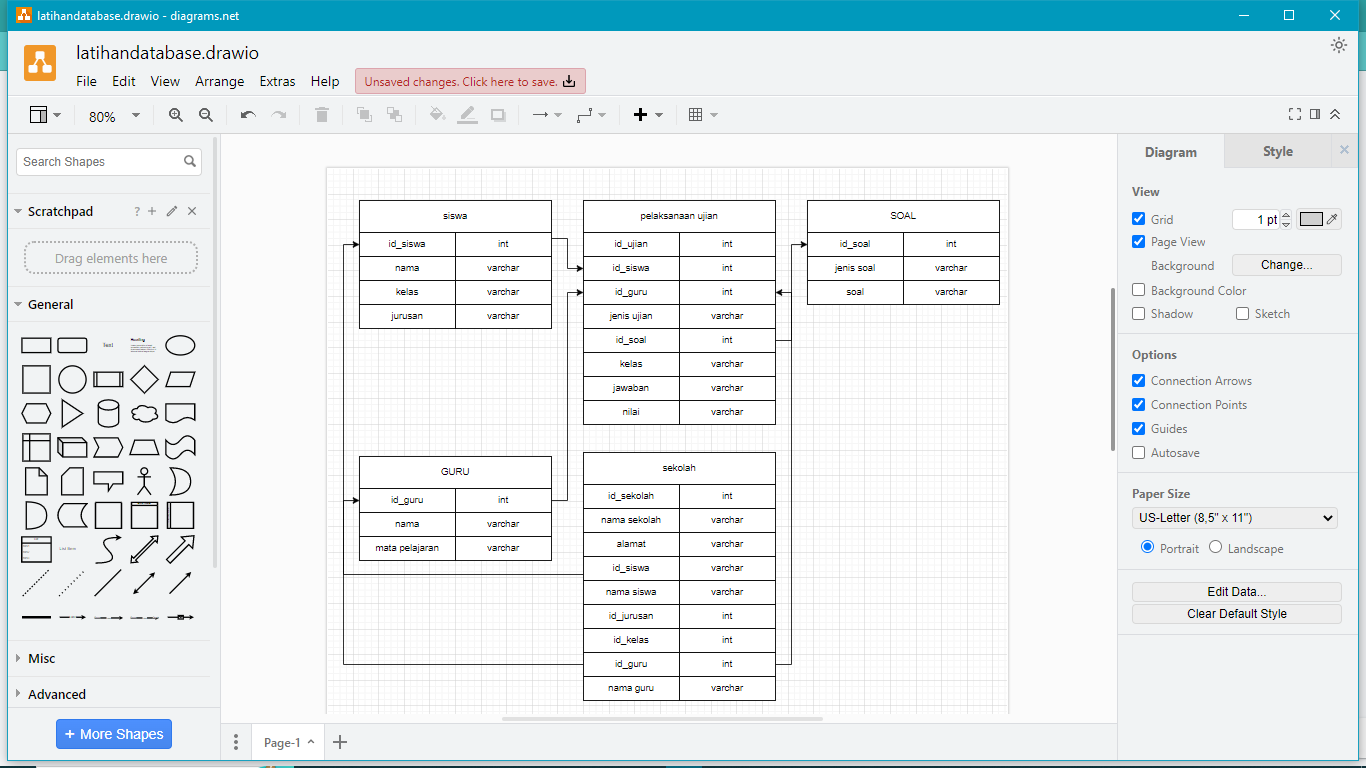 latihandatabase.drawio - diagrams.net
latihandatabase.drawio
File Edit View Arrange Extras Help
Unsaved changes. Click here to save.
80%
Search Shapes
Scratchpad
?
Drag elements here
General
Text
Heading
List Item
Misc
Advanced
+ More Shapes
siswa
id_siswa int
nama varchar
kelas varchar
jurusan varchar
pelaksanaan ujian
id_ujian int
id_siswa int
id_guru int
jenis ujian varchar
id_soal int
kelas varchar
jawaban varchar
nilai varchar
SOAL
id_soal int
jenis soal varchar
soal varchar
GURU
id_guru int
nama varchar
mata pelajaran varchar
sekolah
id_sekolah int
nama sekolah varchar
alamat varchar
id_siswa varchar
nama siswa varchar
id_jurusan int
id_kelas int
id_guru int
nama guru varchar
Page-1
Diagram Style
View
Grid 1 pt
Page View
Background Change...
Background Color
Shadow Sketch
Options
Connection Arrows
Connection Points
Guides
Autosave
Paper Size
US-Letter (8,5" x 11")
Portrait Landscape
Edit Data...
Clear Default Style